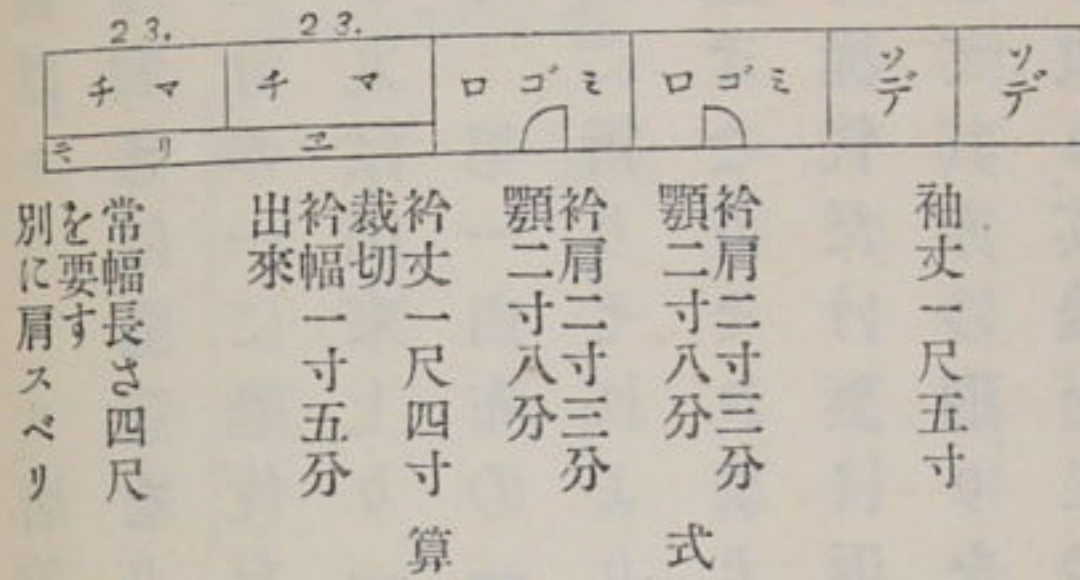 ソデ
ソデ
ミゴロ
ミゴロ
23.
マチ
23.
マチ
ヱリ
袖丈一尺五寸
衿肩二寸三分
顎二寸八分
衿肩二寸三分
顎二寸八分
衿丈一尺四寸
裁切
衿幅一寸五分
出來
常幅長さ四尺
を要す
別に肩スベリ
式
算